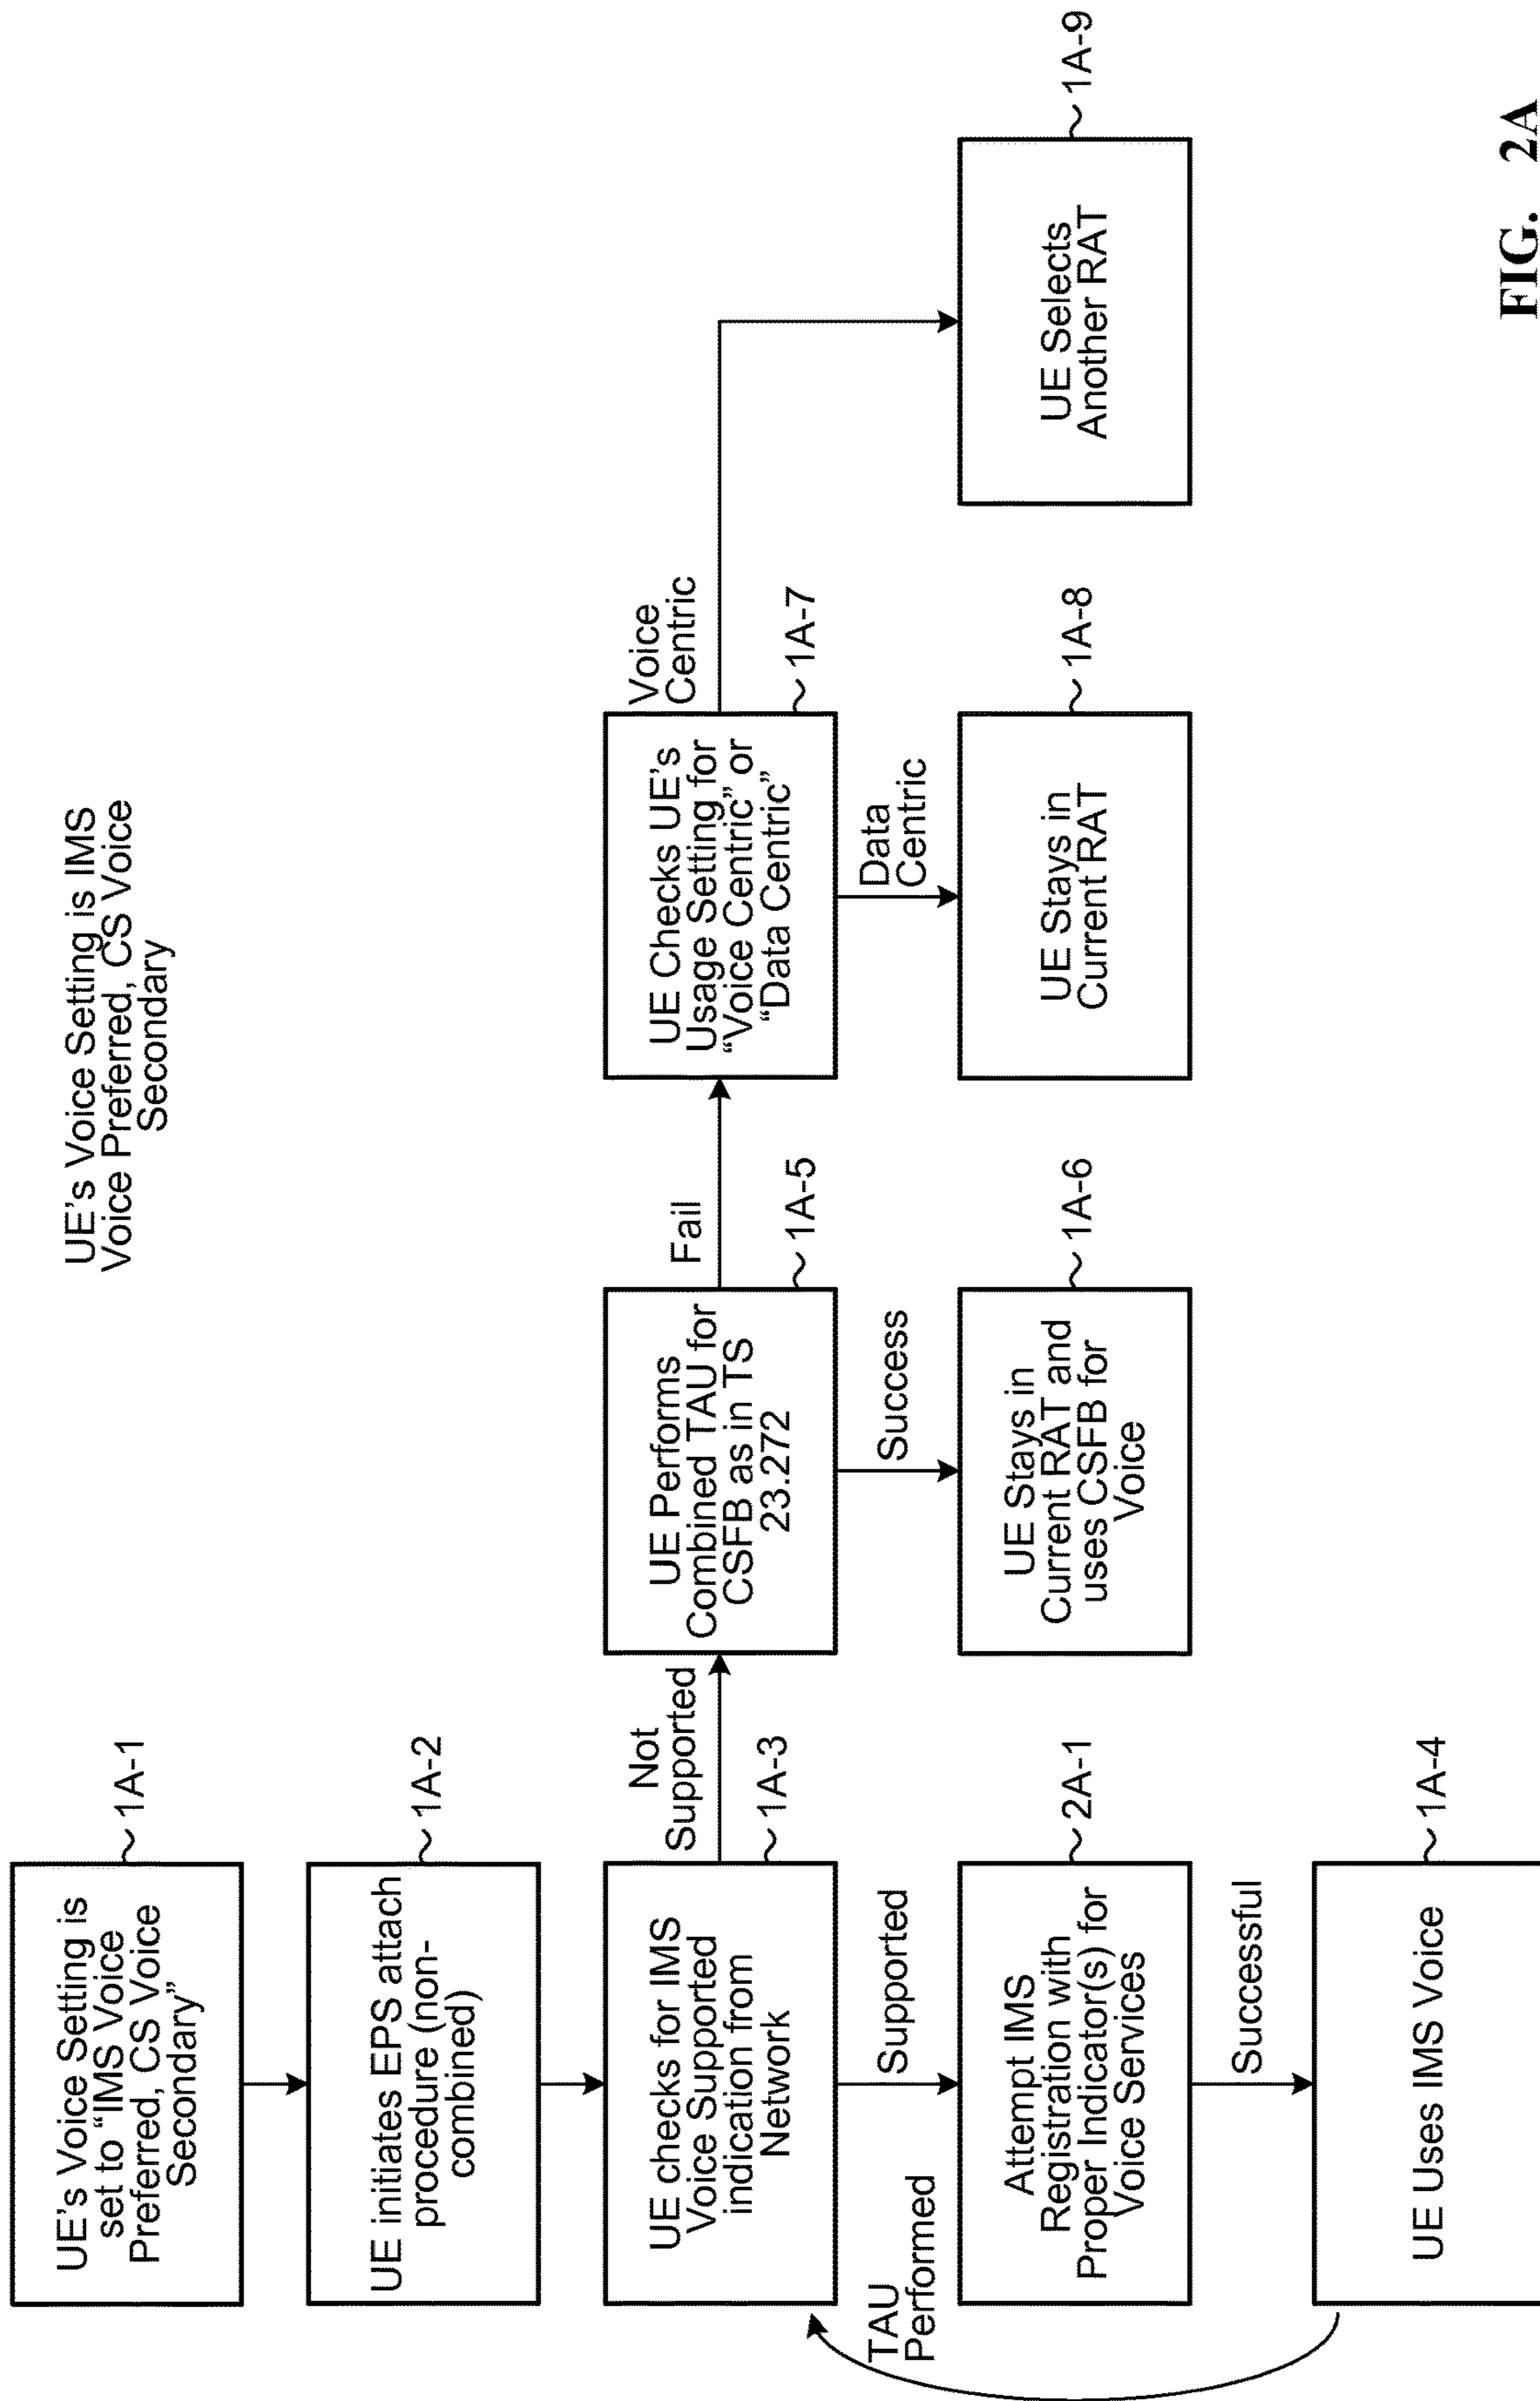 UE's Voice Setting is IMS
Voice Preferred, CS Voice
Secondary
UE's Voice Setting is
set to “IMS Voice
Preferred, CS Voice
Secondary”
1A-1
UE initiates EPS attach
procedure (non-
combined)
1A-2
UE checks for IMS
Voice Supported
indication from
Network
1A-3
Not
Supported
UE Performs
Combined TAU for
CSFB as in TS
23.272
1A-5
Fail
UE Checks UE's
Usage Setting for
“Voice Centric” or
“Data Centric”
1A-7
Voice
Centric
TAU
Performed
Supported
Success
Data
Centric
Attempt IMS
Registration with
Proper Indicator(s) for
Voice Services
2A-1
UE Stays in
Current RAT and
uses CSFB for
Voice
1A-6
UE Stays in
Current RAT
1A-8
UE Selects
Another RAT
1A-9
Successful
UE Uses IMS Voice
1A-4
FIG. 2A